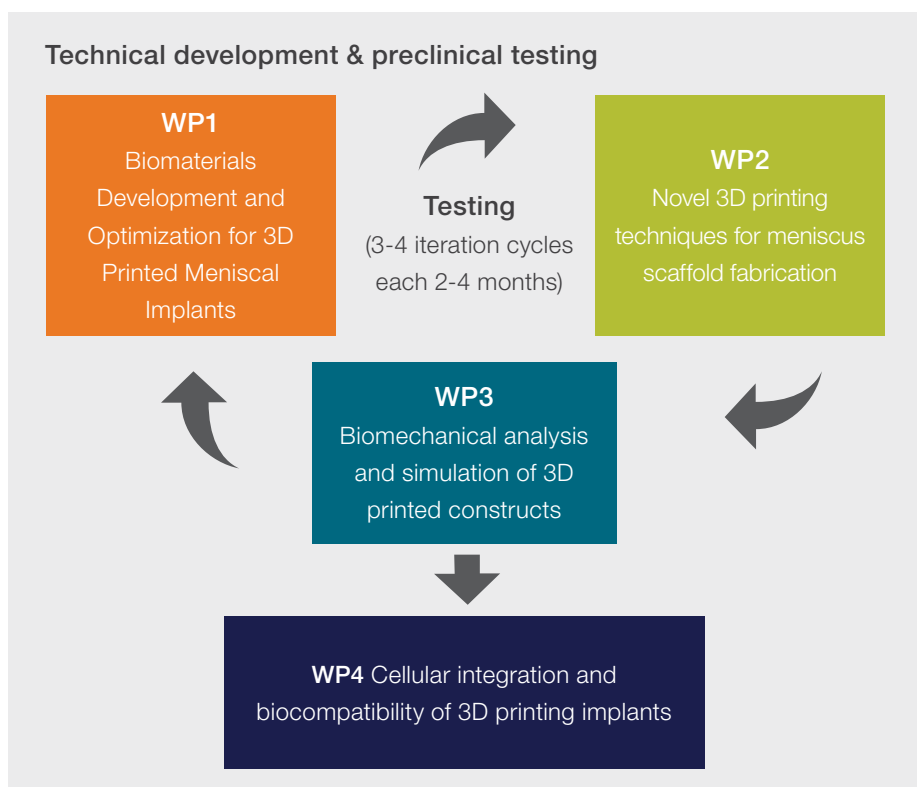 Technical development & preclinical testing
WP1
Biomaterials
Development and
Optimization for 3D
Printed Meniscal
Implants
Testing
(3-4 iteration cycles
each 2-4 months)
WP2
Novel 3D printing
techniques for meniscus
scaffold fabrication
WP3
Biomechanical analysis
and simulation of 3D
printed constructs
WP4 Cellular integration and
biocompatibility of 3D printing implants